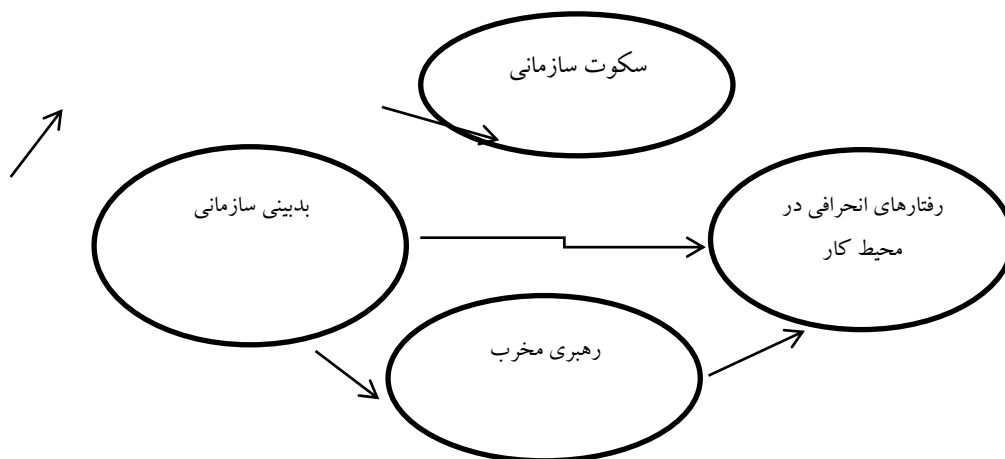 سکوت سازمانی
بدبینی سازمانی
رفتارهای انحرافی در
محیط کار
رهبری مخرب